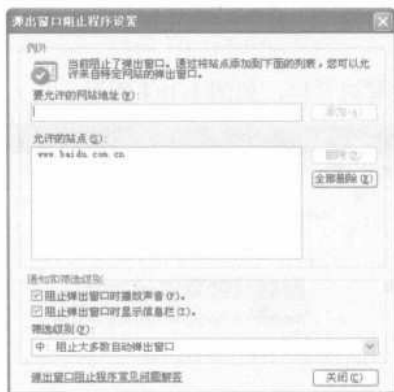 弹出窗口阻止程序设置
例外
当前阻止了弹出窗口。通过将站点添加到下面的列表，您可以允
许来自特定网站的弹出窗口。
要允许的网站地址(W):
添加(A)
允许的站点(S):
www.baidu.com.cn
删除(R)
全部删除(E)
通知和筛选级别
阻止弹出窗口时播放声音(P)。
阻止弹出窗口时显示信息栏(I)。
筛选级别(F):
中: 阻止大多数自动弹出窗口
弹出窗口阻止程序常见问题解答
关闭(C)